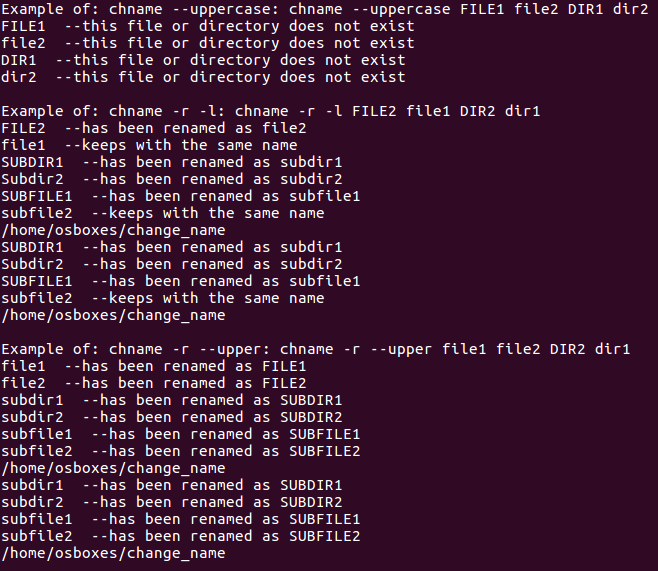 Example of: chname --uppercase: chname --uppercase FILE1 file2 DIR1 dir2
FILE1  --this file or directory does not exist
file2  --this file or directory does not exist
DIR1  --this file or directory does not exist
dir2  --this file or directory does not exist

Example of: chname -r -l: chname -r -l FILE2 file1 DIR2 dir1
FILE2  --has been renamed as file2
file1  --keeps with the same name
SUBDIR1  --has been renamed as subdir1
Subdir2  --has been renamed as subdir2
SUBFILE1  --has been renamed as subfile1
subfile2  --keeps with the same name
/home/osboxes/change_name
SUBDIR1  --has been renamed as subdir1
Subdir2  --has been renamed as subdir2
SUBFILE1  --has been renamed as subfile1
subfile2  --keeps with the same name
/home/osboxes/change_name

Example of: chname -r --upper: chname -r --upper file1 file2 DIR2 dir1
file1  --has been renamed as FILE1
file2  --has been renamed as FILE2
subdir1  --has been renamed as SUBDIR1
subdir2  --has been renamed as SUBDIR2
subfile1  --has been renamed as SUBFILE1
subfile2  --has been renamed as SUBFILE2
/home/osboxes/change_name
subdir1  --has been renamed as SUBDIR1
subdir2  --has been renamed as SUBDIR2
subfile1  --has been renamed as SUBFILE1
subfile2  --has been renamed as SUBFILE2
/home/osboxes/change_name